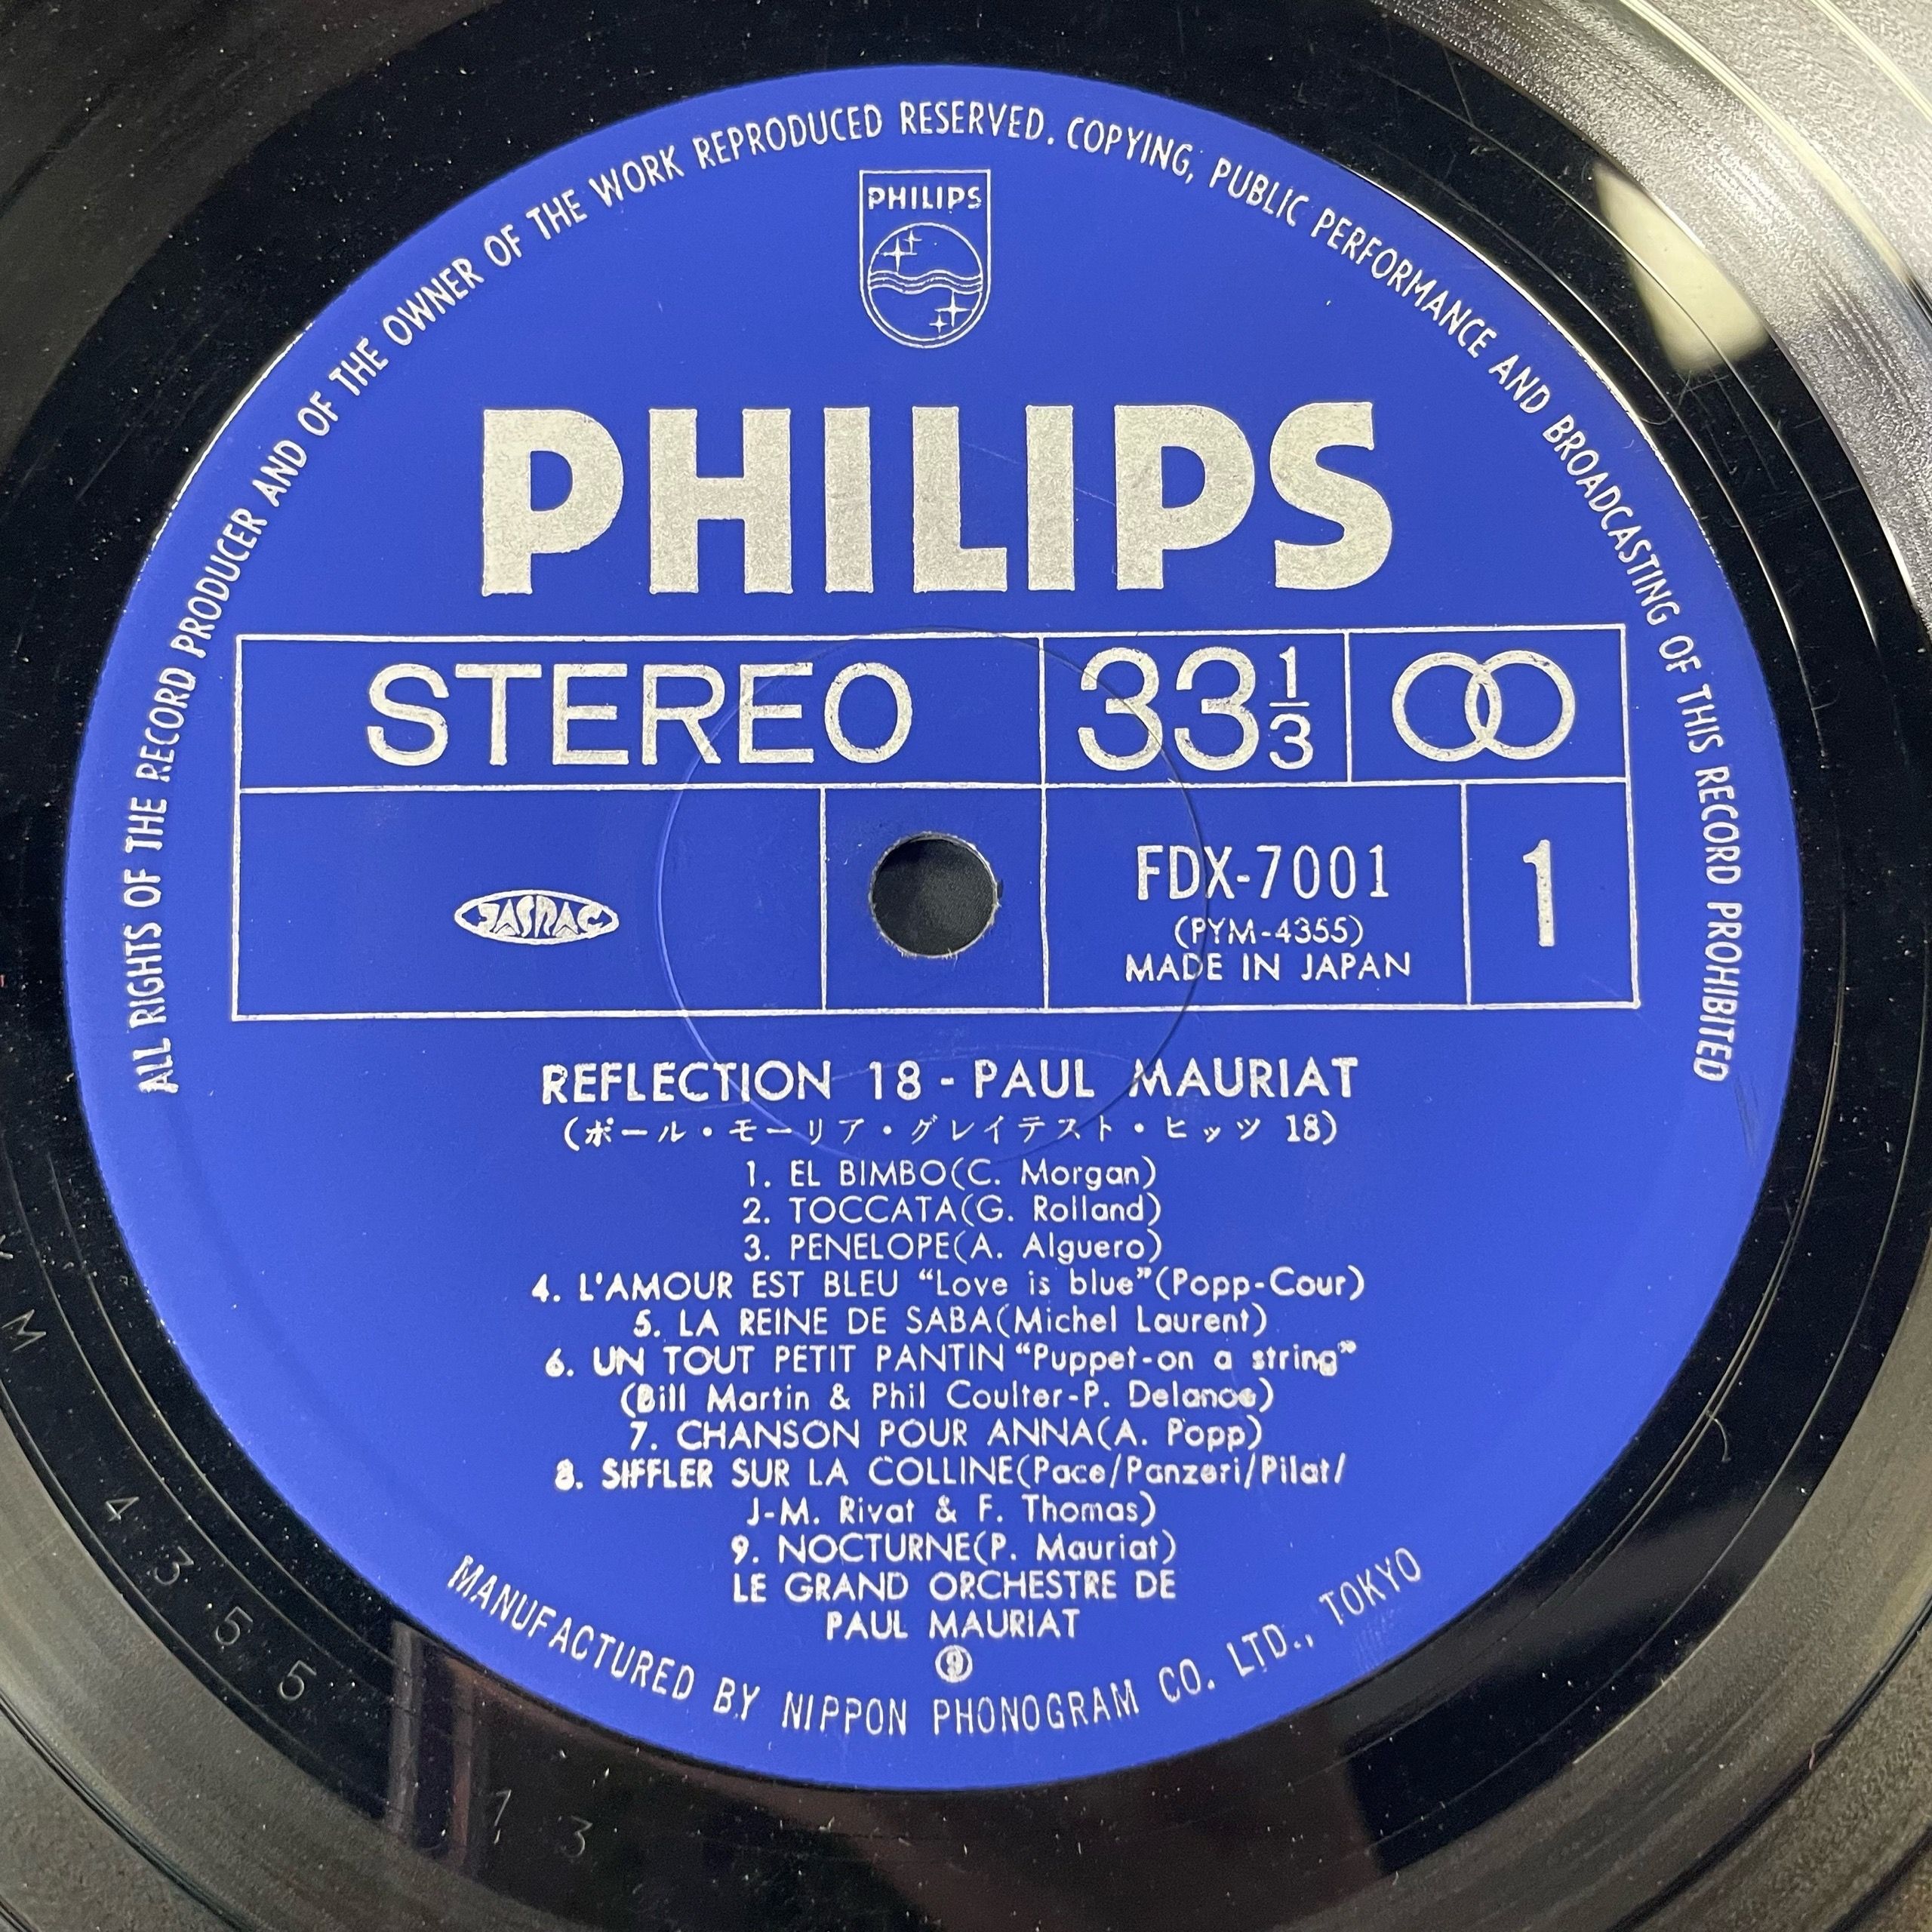 ALL RIGHTS OF THE RECORD PRODUCER AND OF THE OWNER OF THE WORK REPRODUCED RESERVED. COPYING, PUBLIC PERFORMANCE AND BROADCASTING OF THIS RECORD PROHIBITED
PHILIPS
PHILIPS
STEREO 33 1/3
JASRAC
FDX-7001 1
(PYM-4355)
MADE IN JAPAN
REFLECTION 18 - PAUL MAURIAT
(ポール・モーリア・グレイテスト・ヒッツ 18)
1. EL BIMBO(C. Morgan)
2. TOCCATA(G. Rolland)
3. PENELOPE(A. Alguero)
4. L'AMOUR EST BLEU “Love is blue”(Popp-Cour)
5. LA REINE DE SABA(Michel Laurent)
6. UN TOUT PETIT PANTIN “Puppet-on a string”
(Bill Martin & Phil Coulter-P. Delanoe)
7. CHANSON POUR ANNA(A. Popp)
8. SIFFLER SUR LA COLLINE(Pace/Panzeri/Pilat/
J-M. Rivat & F. Thomas)
9. NOCTURNE(P. Mauriat)
LE GRAND ORCHESTRE DE
PAUL MAURIAT
MANUFACTURED BY NIPPON PHONOGRAM CO. LTD., TOKYO
M 4355
13